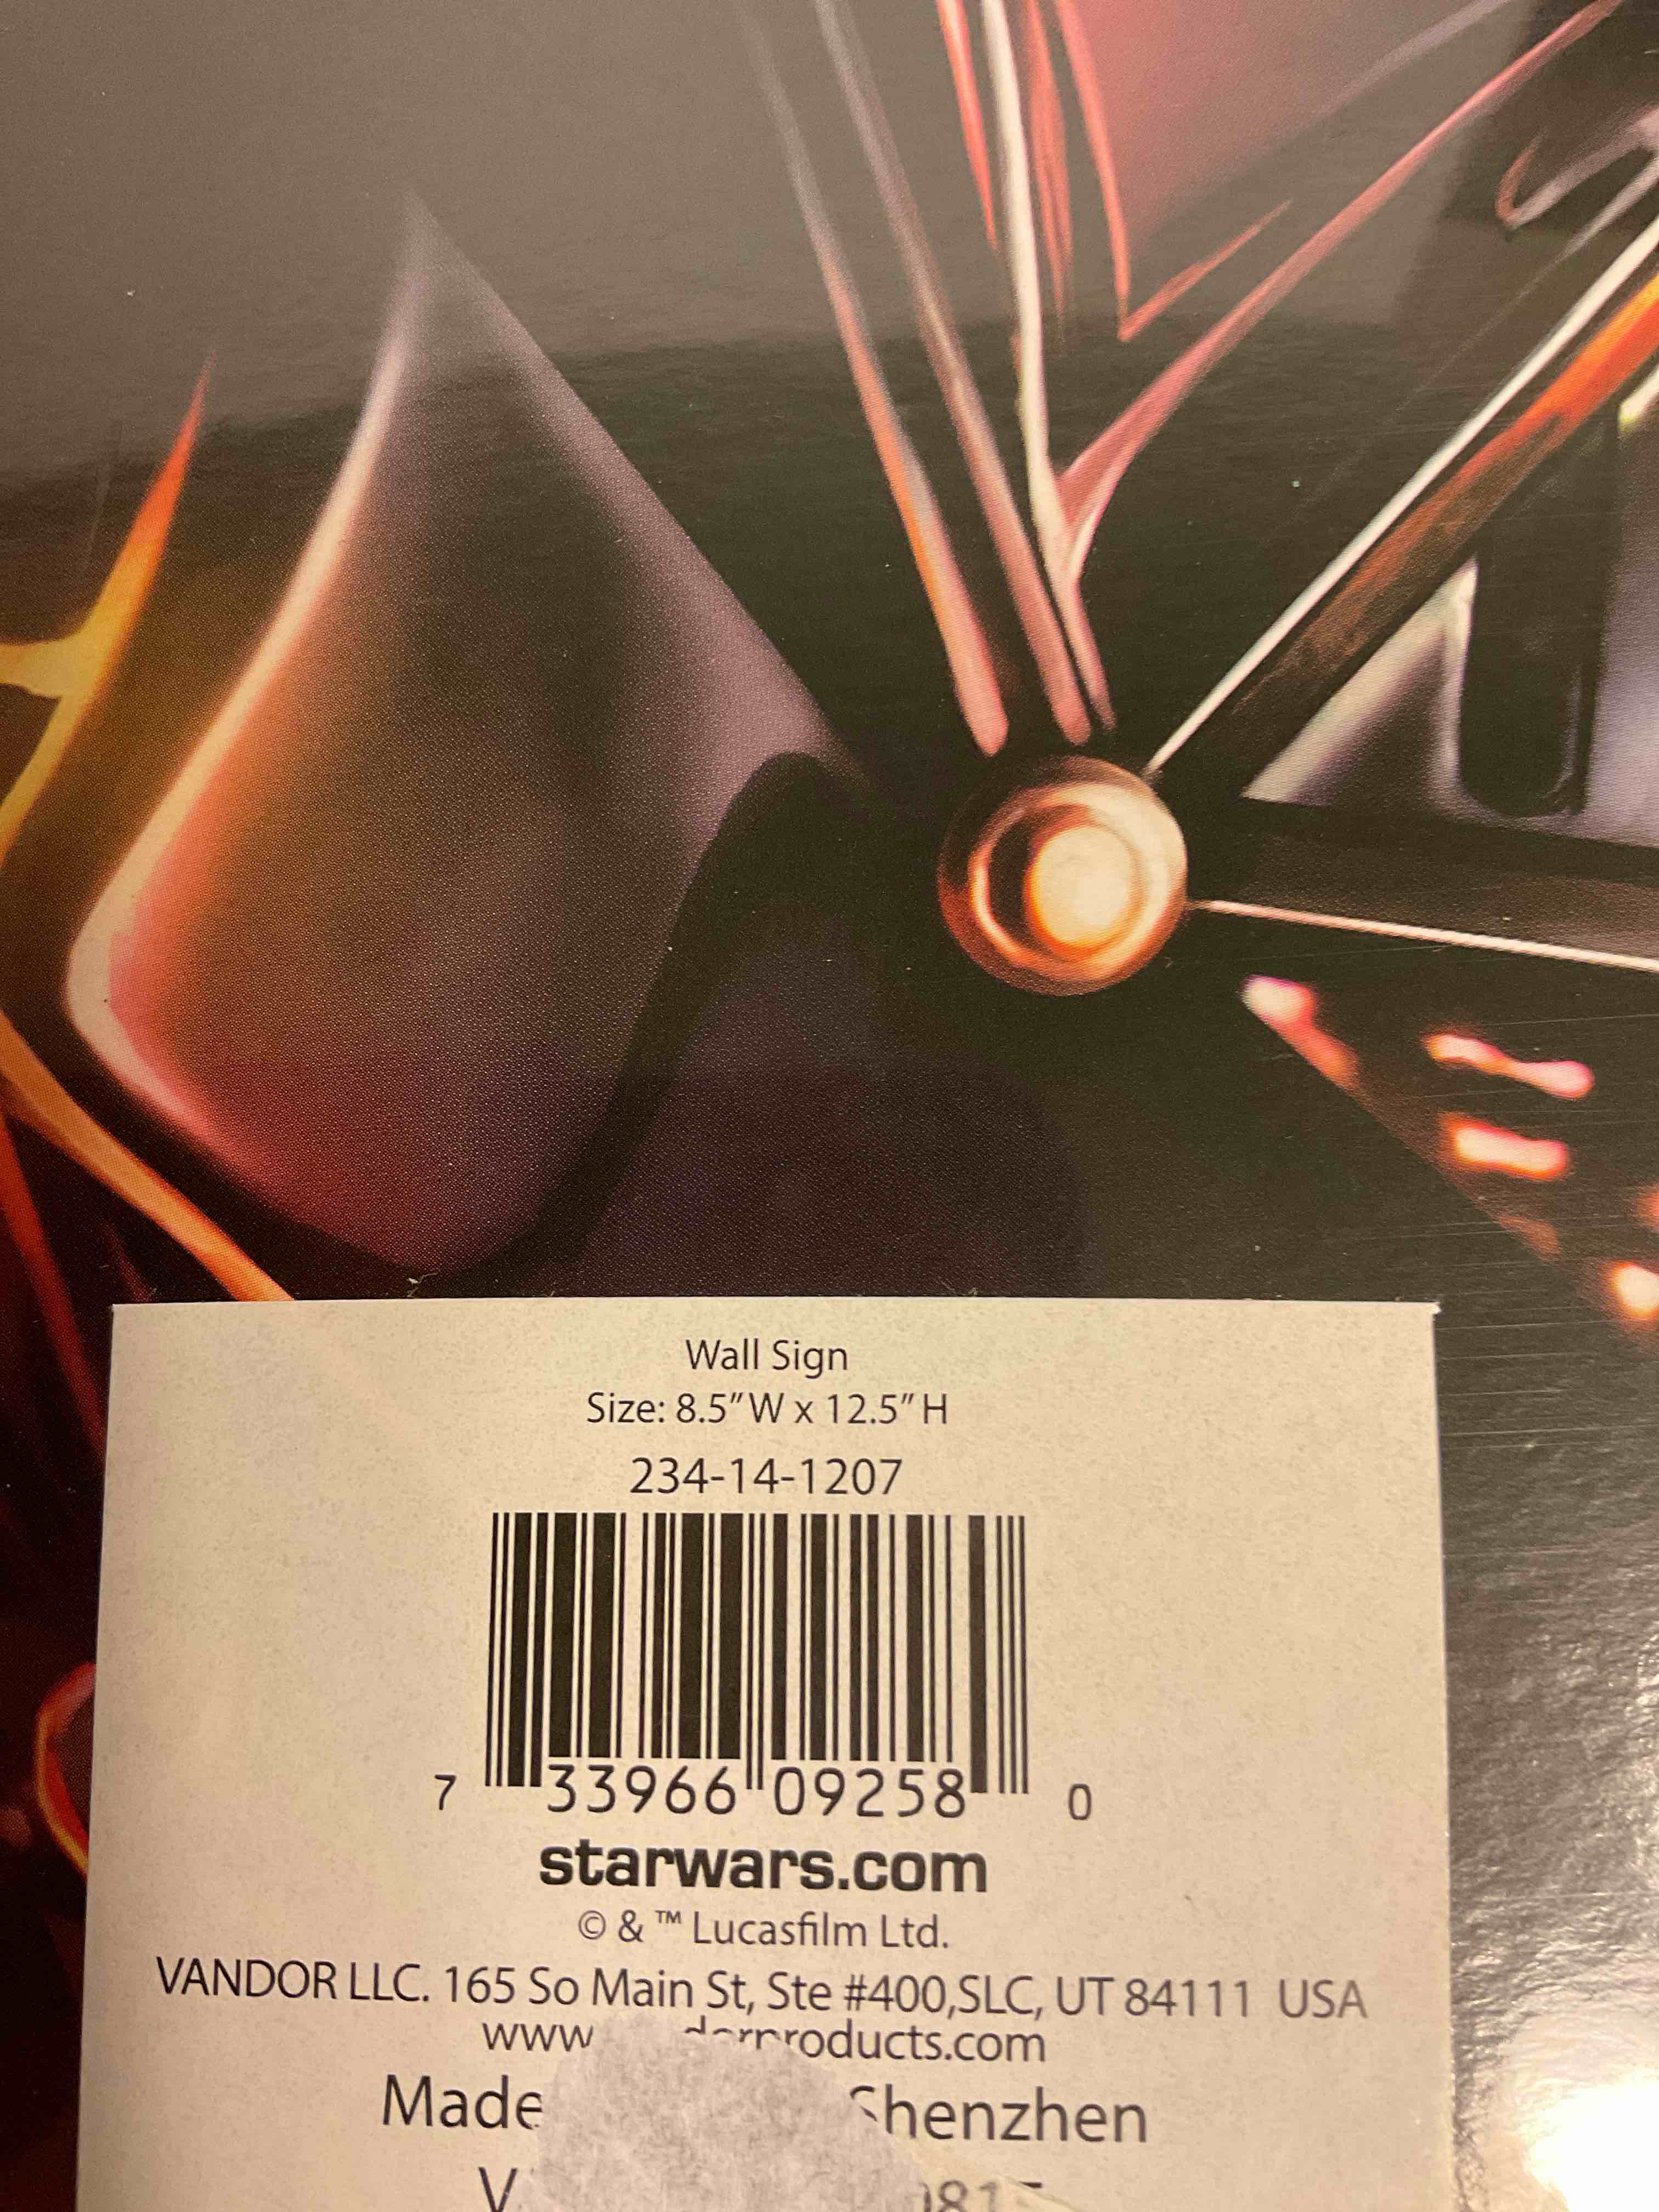 Wall Sign
Size: 8.5" W x 12.5" H
234-14-1207
7 33966 09258 0
starwars.com
© & ™ Lucasfilm Ltd.
VANDOR LLC. 165 So Main St, Ste #400,SLC, UT 84111 USA
Made Shenzhen